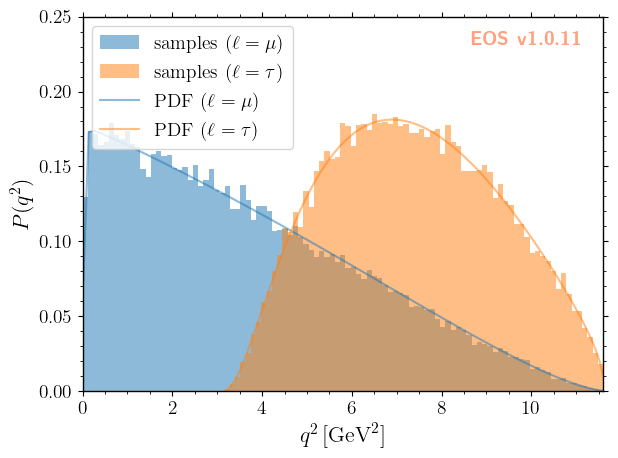 EOS v1.0.11
samples (ℓ = μ)
samples (ℓ = τ)
PDF (ℓ = μ)
PDF (ℓ = τ)
P(q²)
0.25
0.20
0.15
0.10
0.05
0.00
0 2 4 6 8 10
q² [GeV²]